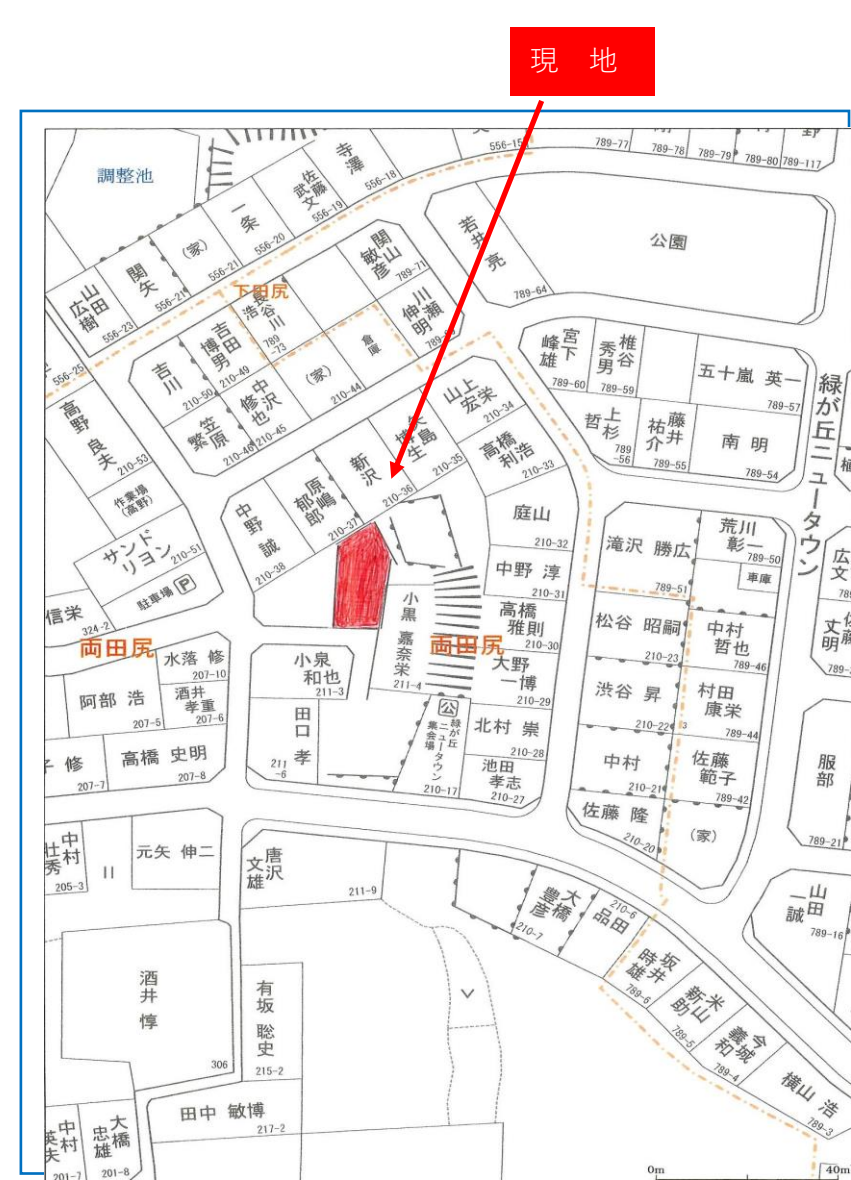 現 地
調整池
寺澤
556-18
佐藤武文
556-19
一条
556-20
(家)
556-21
関矢
556-21
山田広樹
556-23
556-25
556-15
789-77
789-78
789-79
789-80
789-117
野
若井 亮
789-64
公園
下田尻
関山敏彦
789-71
川瀬伸明
長谷川浩
789-73
倉庫
吉田博男
210-49
吉川
210-50
(家)
210-44
中沢修也
210-45
笠原繁
210-46
高野 良夫
210-53
作業場(高野)
サンドリヨン
210-51
駐車場 P
信栄
324-2
山上宏栄
210-34
矢島博生
210-35
新沢
210-36
原嶋郁郎
210-37
中野 誠
210-38
高橋利浩
210-33
庭山
210-32
中野 淳
210-31
高橋雅則
210-30
大野一博
210-29
北村 崇
210-28
池田孝志
210-27
小黒 嘉奈栄
211-4
両田尻
公
緑が丘ニュータウン集会場
210-17
小泉和也
211-3
田口 孝
211-6
両田尻
水落 修
207-10
阿部 浩
207-5
酒井孝重
207-6
修
207-7
高橋 史明
207-8
宮下峰雄
789-60
椎谷秀男
789-59
五十嵐 英一
789-57
上杉哲
789-56
藤井祐介
789-55
南 明
789-54
緑が丘ニュータウン
滝沢 勝広
789-51
荒川彰一
789-50
車庫
松谷 昭嗣
210-23
中村哲也
789-46
渋谷 昇
210-22
村田康栄
789-44
中村
210-21
佐藤範子
789-42
佐藤 隆
210-20
(家)
広文
佐藤丈明
服部
789-21
山田一誠
789-16
中村壮秀
205-3
II
元矢 伸二
唐沢文雄
211-9
大橋豊彦
210-7
品田
210-6
坂井時雄
789-6
米山新助
789-5
今城義和
789-4
横山 浩
789-3
酒井 惇
306
有坂 聡史
215-2
田中 敏博
217-2
中村英夫
201-7
大橋忠雄
201-8
0m
40m